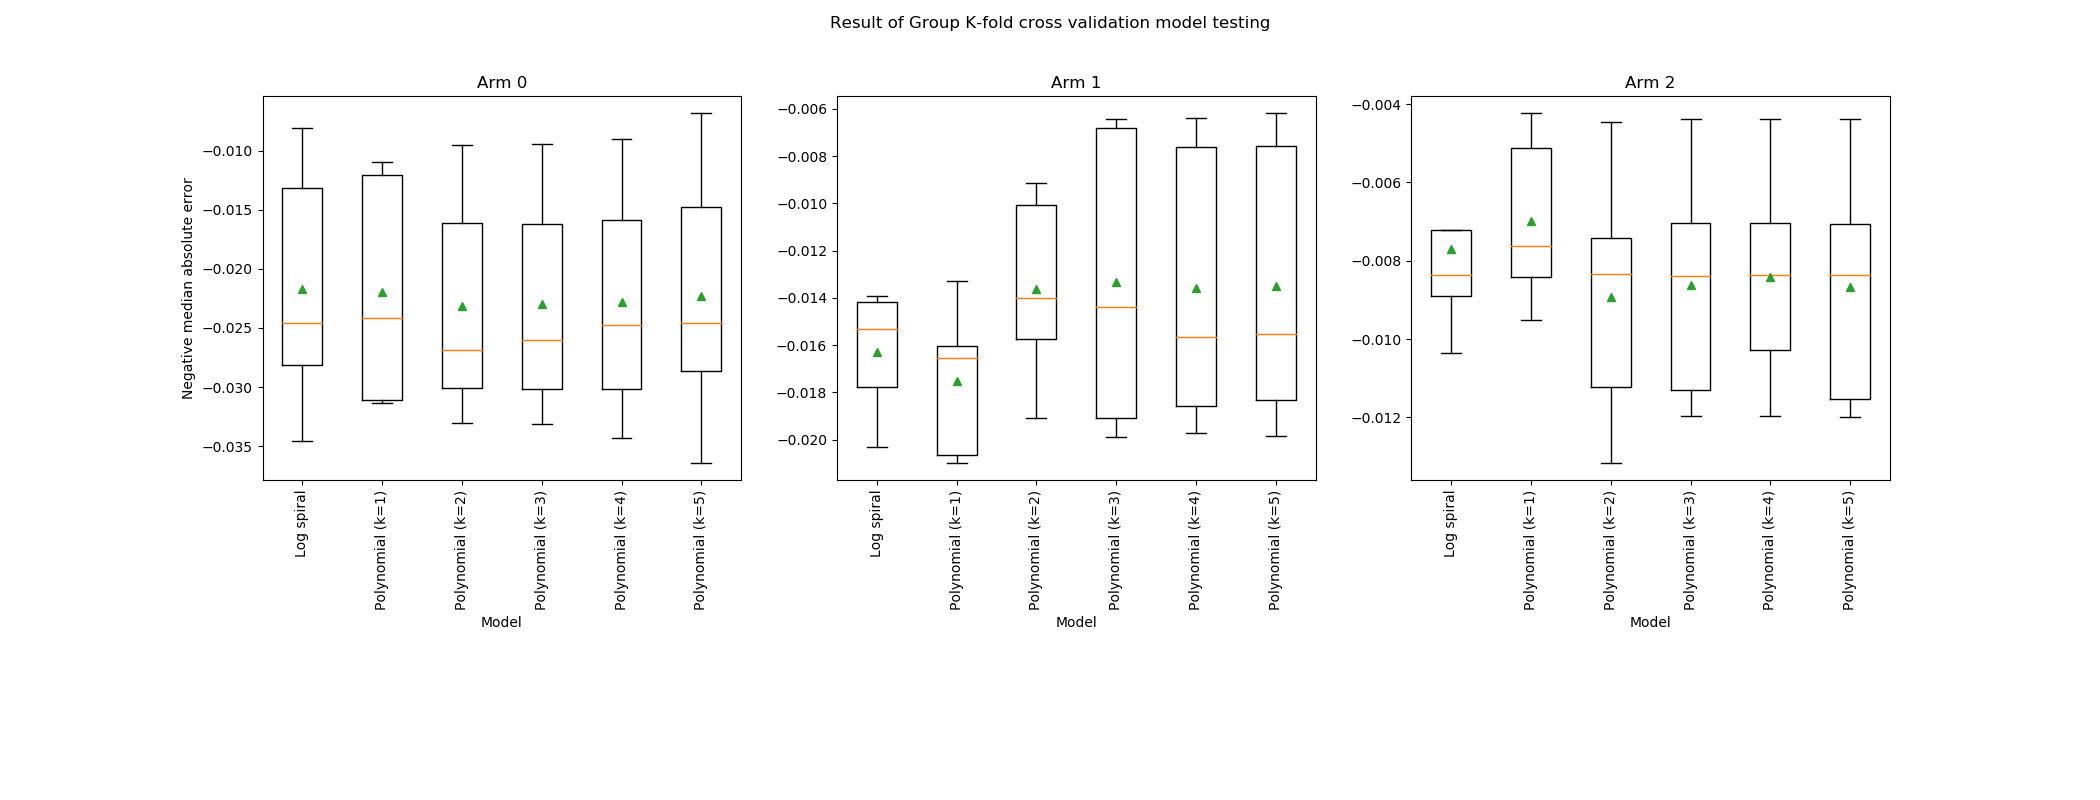 Result of Group K-fold cross validation model testing
Arm 0
Negative median absolute error
−0.010
−0.015
−0.020
−0.025
−0.030
−0.035
Log spiral
Polynomial (k=1)
Polynomial (k=2)
Polynomial (k=3)
Polynomial (k=4)
Polynomial (k=5)
Model
Arm 1
−0.006
−0.008
−0.010
−0.012
−0.014
−0.016
−0.018
−0.020
Log spiral
Polynomial (k=1)
Polynomial (k=2)
Polynomial (k=3)
Polynomial (k=4)
Polynomial (k=5)
Model
Arm 2
−0.004
−0.006
−0.008
−0.010
−0.012
Log spiral
Polynomial (k=1)
Polynomial (k=2)
Polynomial (k=3)
Polynomial (k=4)
Polynomial (k=5)
Model